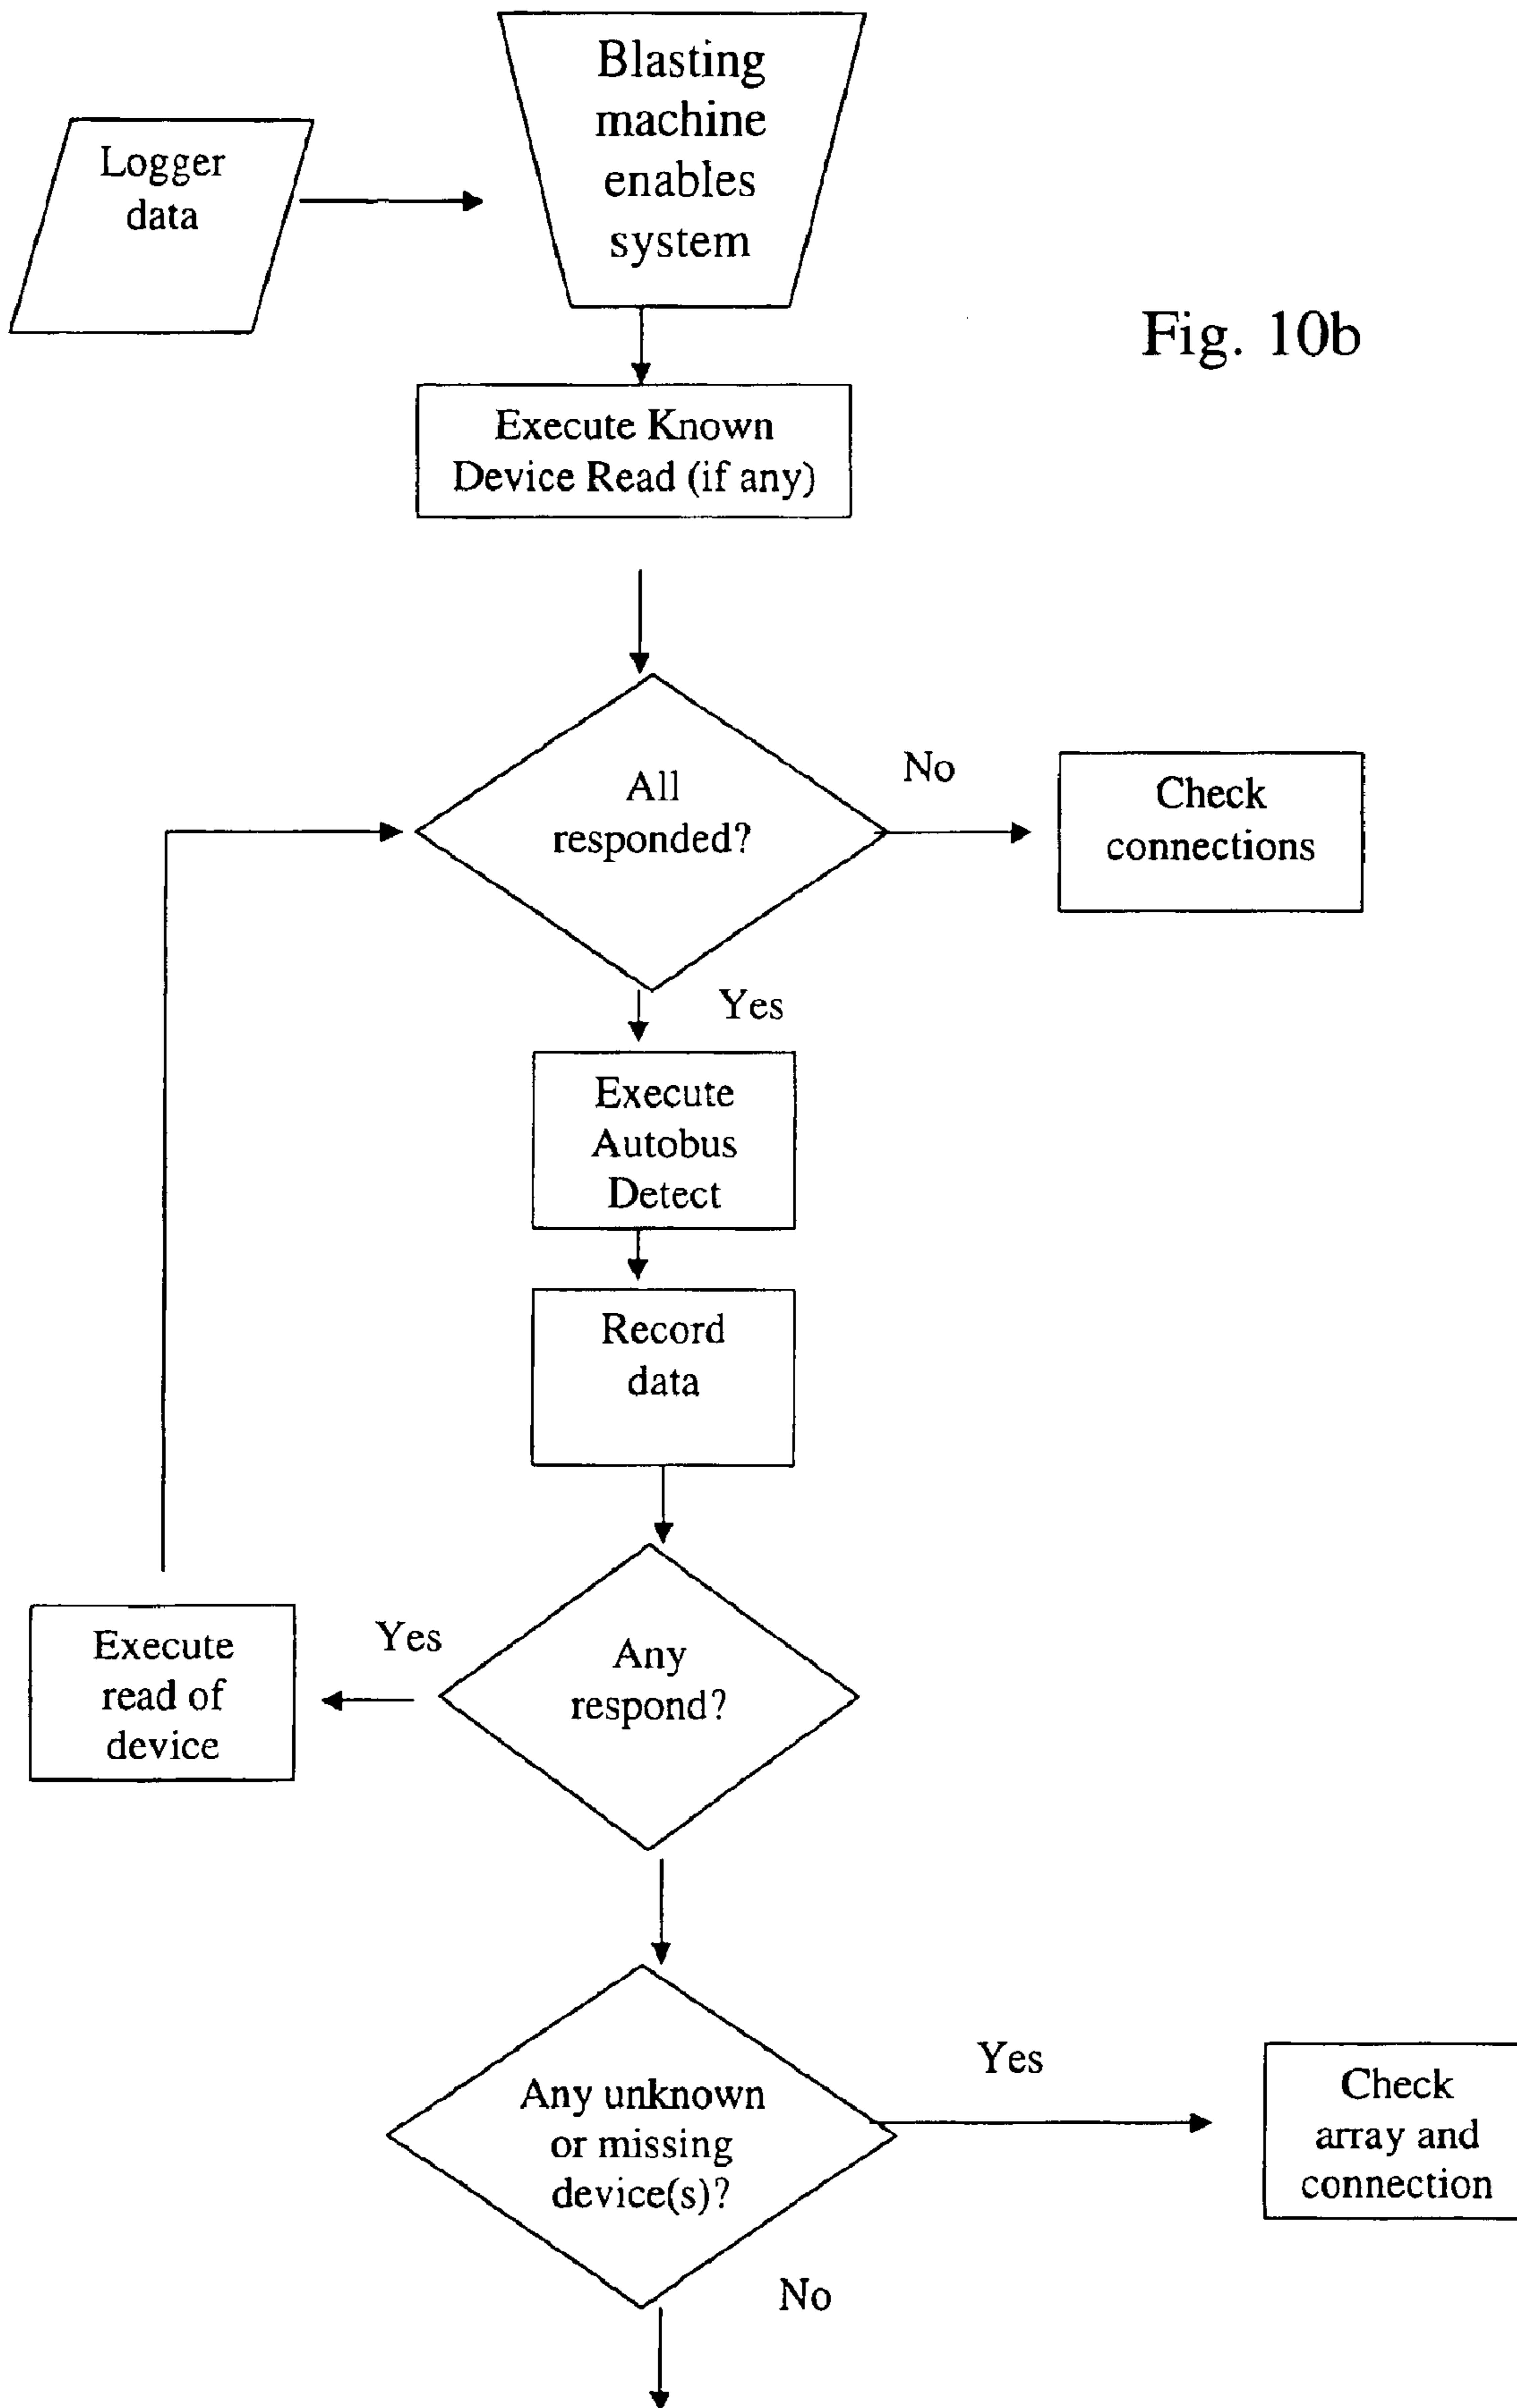 Blasting
machine
enables
system
Logger
data
Fig. 10b
Execute Known
Device Read (if any)
All
responded?
No
Check
connections
Yes
Execute
Autobus
Detect
Record
data
Any
respond?
Yes
Execute
read of
device
Any unknown
or missing
device(s)?
Yes
Check
array and
connection
No